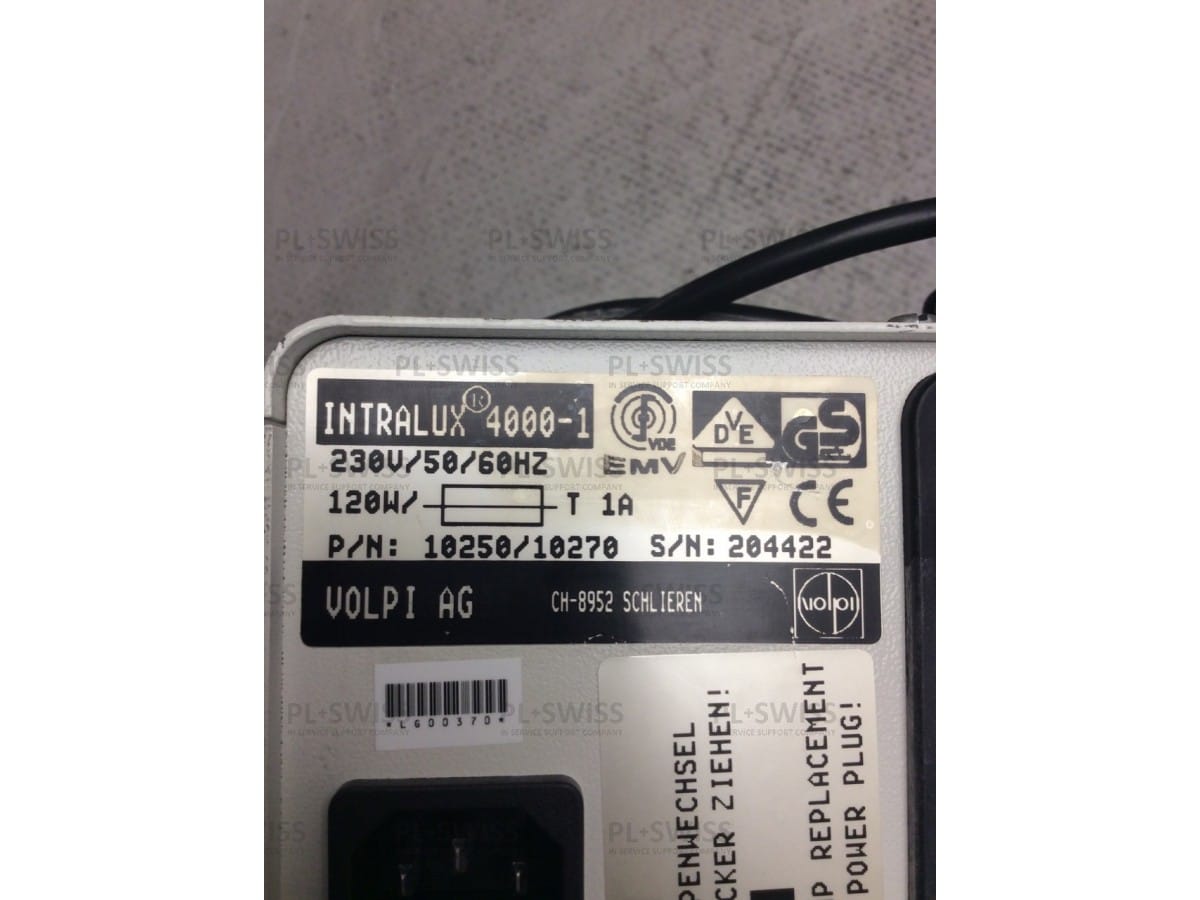 INTRALUX® 4000-1
230V/50/60HZ
120W/ T 1A
P/N: 10250/10270 S/N: 204422
VDE
EMV
DVE
GS
F
CE
VOLPI AG CH-8952 SCHLIEREN
volpi
*LG00370*
PENWECHSEL
CKER ZIEHEN!
P REPLACEMENT
POWER PLUG!
PL+SWISS
IN SERVICE SUPPORT COMPANY